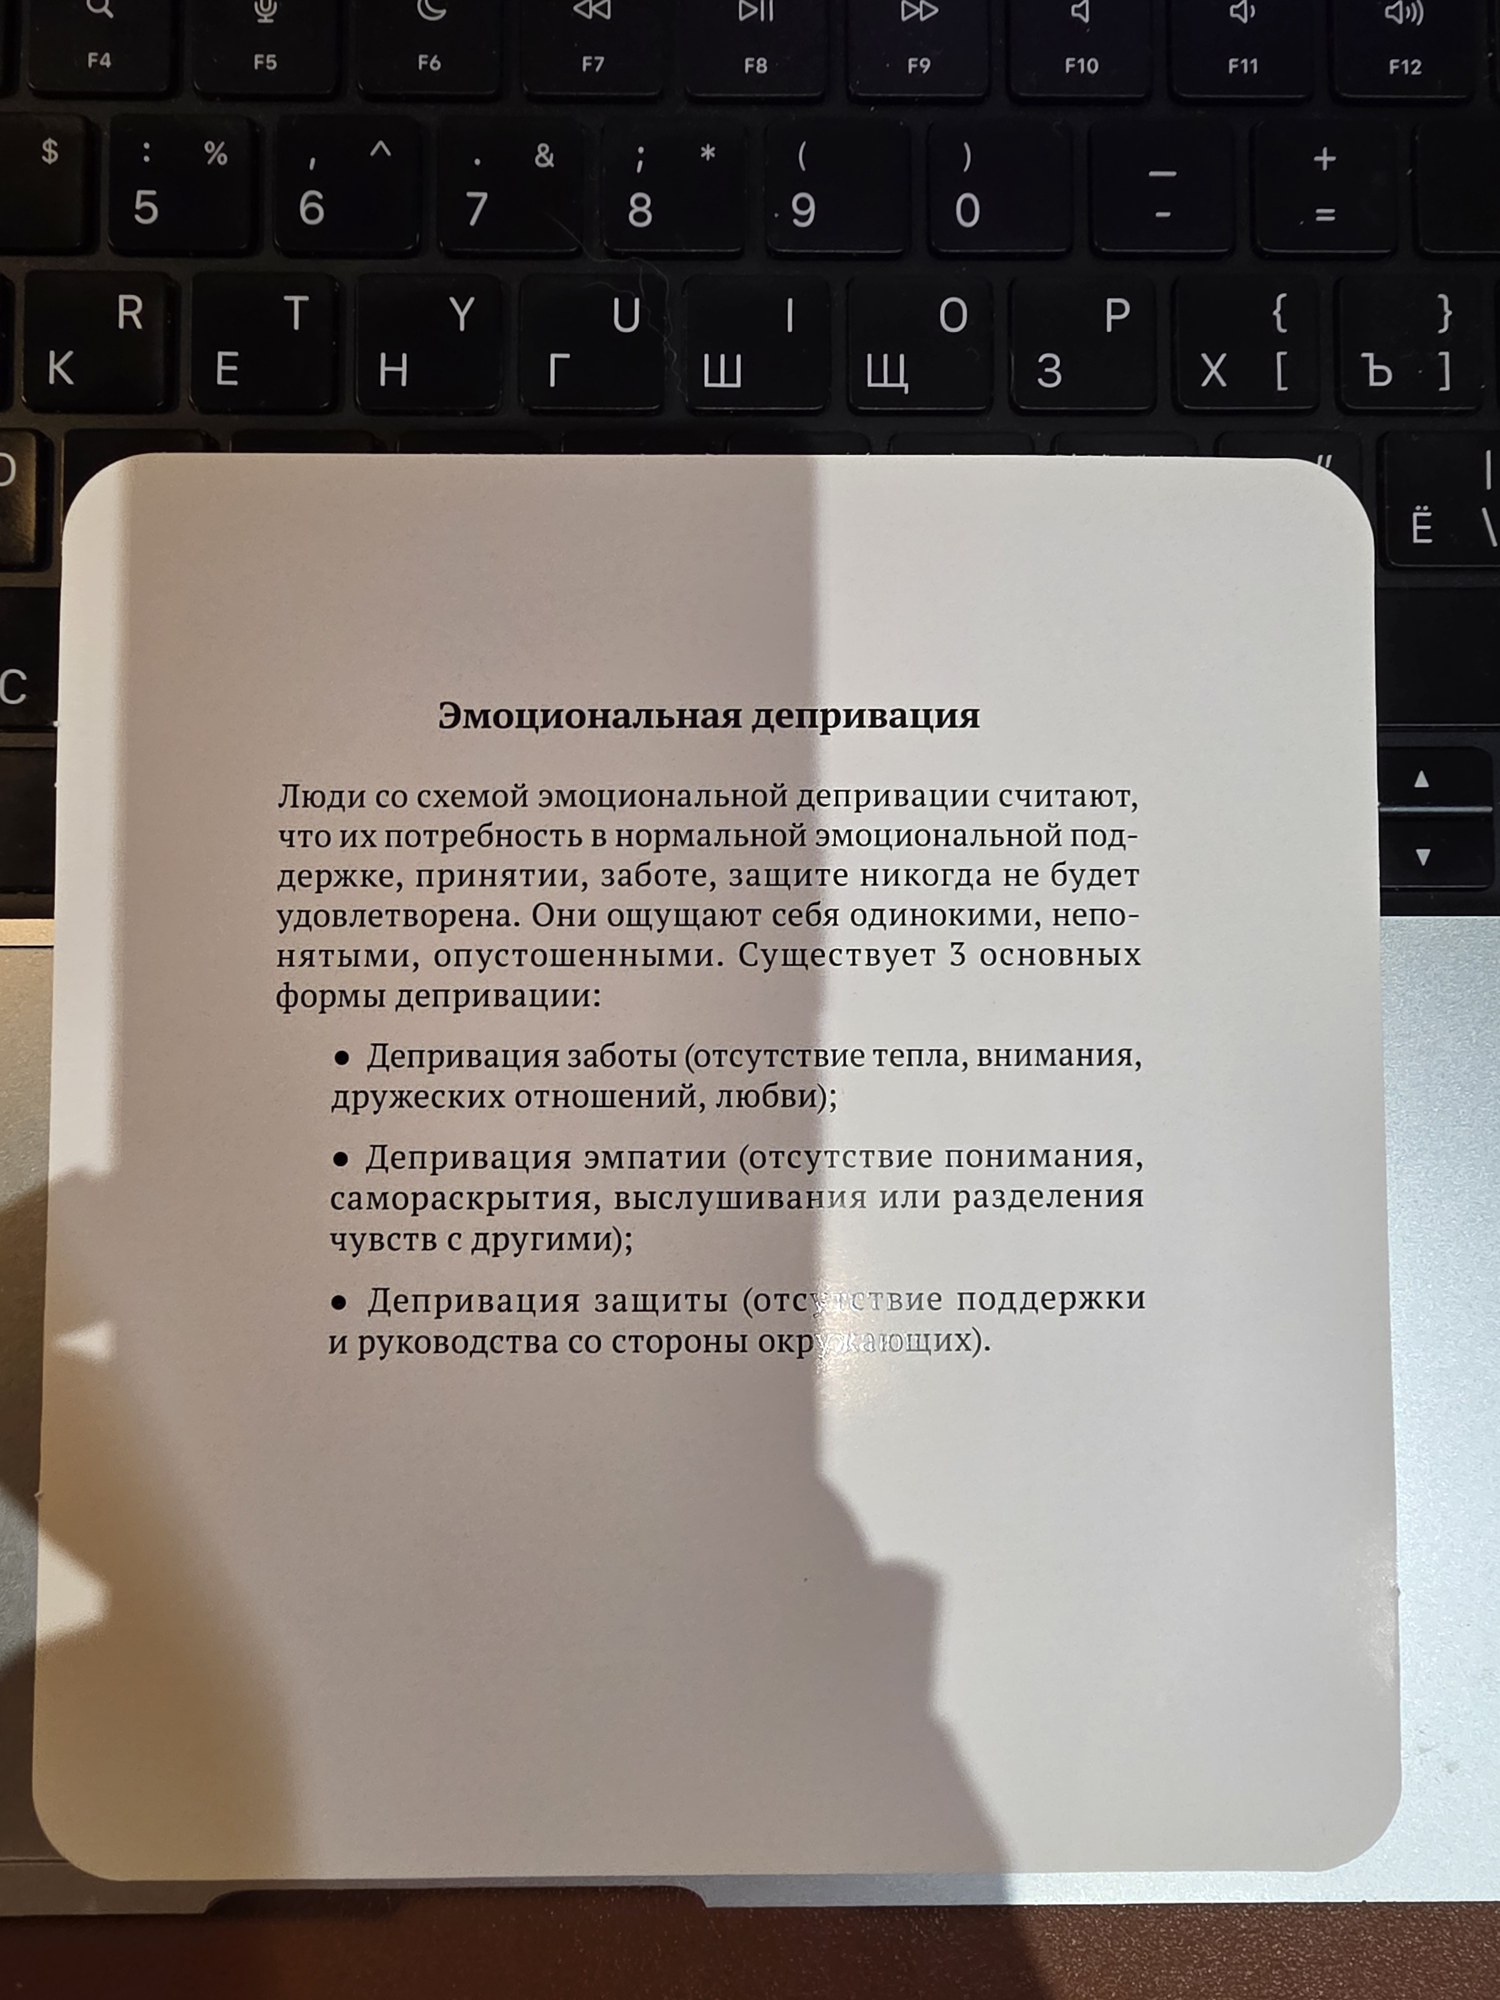 F4 F5 F6 F7 F8 F9 F10 F11 F12
$ : % , ^ . & ; * ( ) _ +
5 6 7 8 9 0 - =
R T Y U I O P { }
К Е Н Г Ш Щ З Х [ Ъ ]
" |
Ё \
С
Эмоциональная депривация
Люди со схемой эмоциональной депривации считают,
что их потребность в нормальной эмоциональной под-
держке, принятии, заботе, защите никогда не будет
удовлетворена. Они ощущают себя одинокими, непо-
нятыми, опустошенными. Существует 3 основных
формы депривации:
● Депривация заботы (отсутствие тепла, внимания,
дружеских отношений, любви);
● Депривация эмпатии (отсутствие понимания,
самораскрытия, выслушивания или разделения
чувств с другими);
● Депривация защиты (отсутствие поддержки
и руководства со стороны окружающих).